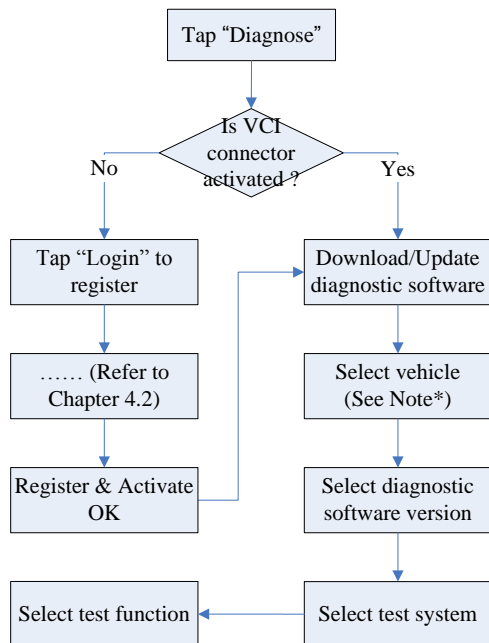 Tap “Diagnose”
Is VCI
connector
activated ?
No
Yes
Tap “Login” to
register
Download/Update
diagnostic software
…… (Refer to
Chapter 4.2)
Select vehicle
(See Note*)
Register & Activate
OK
Select diagnostic
software version
Select test function
Select test system